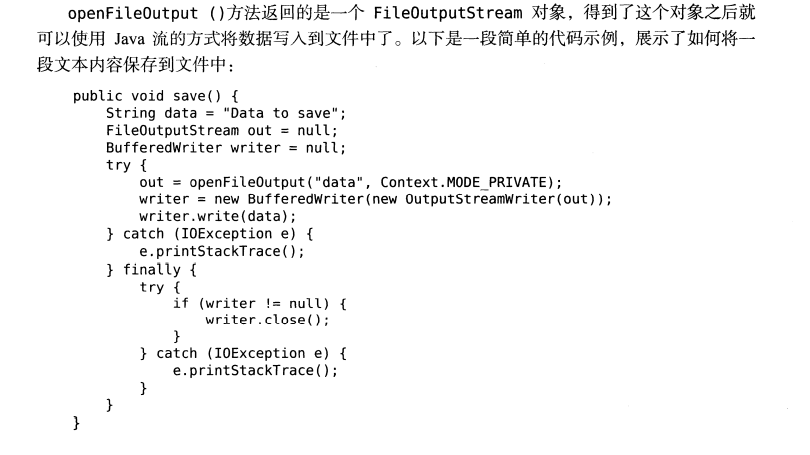 openFileOutput ()方法返回的是一个 FileOutputStream 对象，得到了这个对象之后就
可以使用 Java 流的方式将数据写入到文件中了。以下是一段简单的代码示例，展示了如何将一
段文本内容保存到文件中：
public void save() {
    String data = "Data to save";
    FileOutputStream out = null;
    BufferedWriter writer = null;
    try {
        out = openFileOutput("data", Context.MODE_PRIVATE);
        writer = new BufferedWriter(new OutputStreamWriter(out));
        writer.write(data);
    } catch (IOException e) {
        e.printStackTrace();
    } finally {
        try {
            if (writer != null) {
                writer.close();
            }
        } catch (IOException e) {
            e.printStackTrace();
        }
    }
}